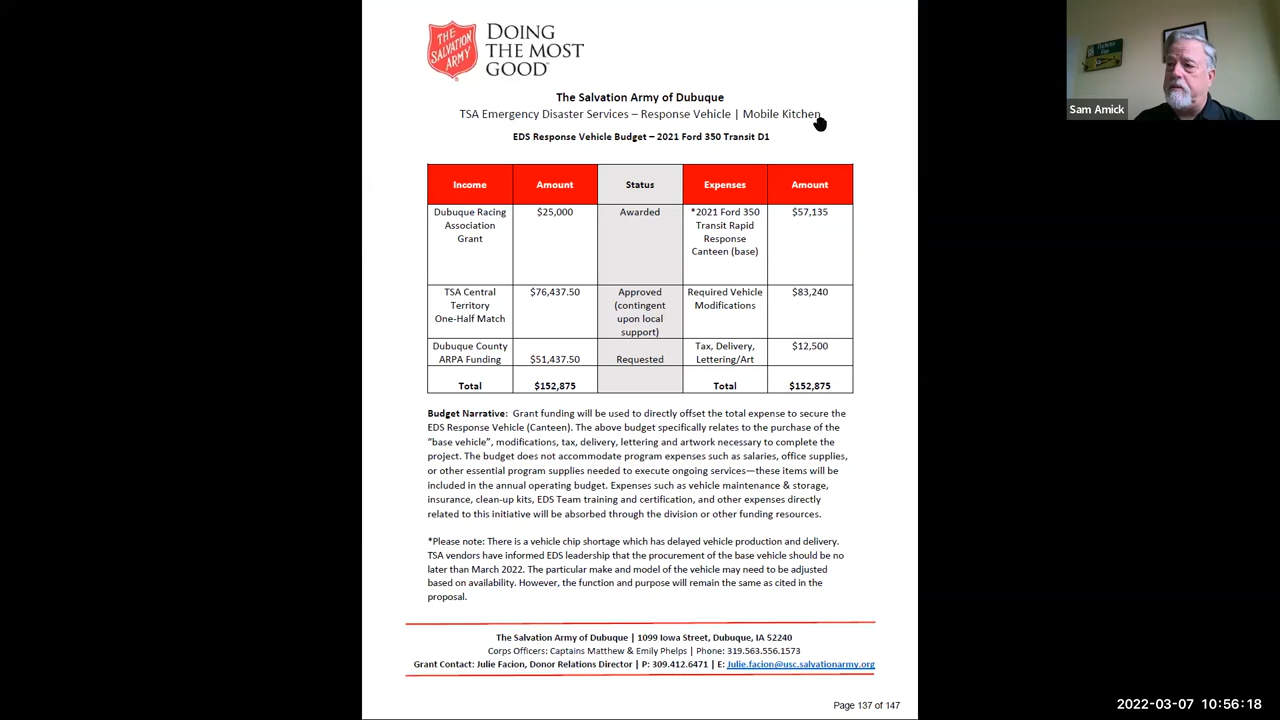 THE SALVATION ARMY
DOING
THE MOST
GOOD™
Sam Amick
The Salvation Army of Dubuque
TSA Emergency Disaster Services – Response Vehicle | Mobile Kitchen
EDS Response Vehicle Budget – 2021 Ford 350 Transit D1
Income Amount Status Expenses Amount
Dubuque Racing $25,000 Awarded *2021 Ford 350 $57,135
Association Transit Rapid
Grant Response
Canteen (base)
TSA Central $76,437.50 Approved Required Vehicle $83,240
Territory (contingent Modifications
One-Half Match upon local
support)
Dubuque County Tax, Delivery, $12,500
ARPA Funding $51,437.50 Requested Lettering/Art
Total $152,875 Total $152,875
Budget Narrative: Grant funding will be used to directly offset the total expense to secure the
EDS Response Vehicle (Canteen). The above budget specifically relates to the purchase of the
“base vehicle”, modifications, tax, delivery, lettering and artwork necessary to complete the
project. The budget does not accommodate program expenses such as salaries, office supplies,
or other essential program supplies needed to execute ongoing services—these items will be
included in the annual operating budget. Expenses such as vehicle maintenance & storage,
insurance, clean-up kits, EDS Team training and certification, and other expenses directly
related to this initiative will be absorbed through the division or other funding resources.
*Please note: There is a vehicle chip shortage which has delayed vehicle production and delivery.
TSA vendors have informed EDS leadership that the procurement of the base vehicle should be no
later than March 2022. The particular make and model of the vehicle may need to be adjusted
based on availability. However, the function and purpose will remain the same as cited in the
proposal.
The Salvation Army of Dubuque | 1099 Iowa Street, Dubuque, IA 52240
Corps Officers: Captains Matthew & Emily Phelps | Phone: 319.563.556.1573
Grant Contact: Julie Facion, Donor Relations Director | P: 309.412.6471 | E: Julie.facion@usc.salvationarmy.org
Page 137 of 147
2022-03-07 10:56:18